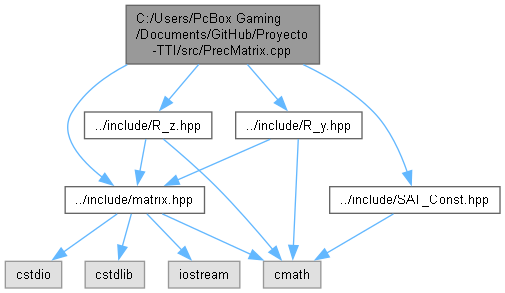 C:/Users/PcBox Gaming
/Documents/GitHub/Proyecto
-TTI/src/PrecMatrix.cpp
../include/R_z.hpp
../include/R_y.hpp
../include/matrix.hpp
../include/SAT_Const.hpp
cstdio
cstdlib
iostream
cmath